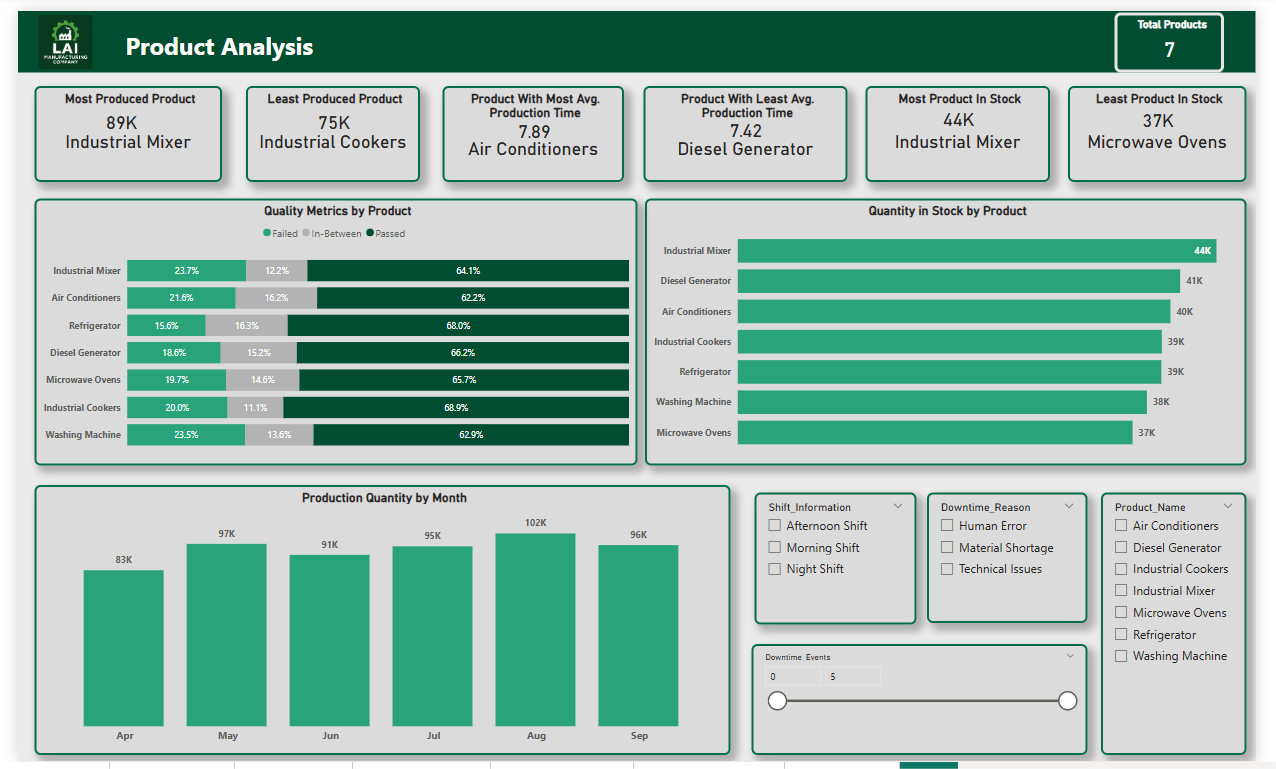 LAI
MANUFACTURING
COMPANY
Product Analysis
Total Products
7
Most Produced Product
89K
Industrial Mixer
Least Produced Product
75K
Industrial Cookers
Product With Most Avg.
Production Time
7.89
Air Conditioners
Product With Least Avg.
Production Time
7.42
Diesel Generator
Most Product In Stock
44K
Industrial Mixer
Least Product In Stock
37K
Microwave Ovens
Quality Metrics by Product
Failed In-Between Passed
Industrial Mixer 23.7% 12.2% 64.1%
Air Conditioners 21.6% 16.2% 62.2%
Refrigerator 15.6% 16.3% 68.0%
Diesel Generator 18.6% 15.2% 66.2%
Microwave Ovens 19.7% 14.6% 65.7%
Industrial Cookers 20.0% 11.1% 68.9%
Washing Machine 23.5% 13.6% 62.9%
Quantity in Stock by Product
Industrial Mixer 44K
Diesel Generator 41K
Air Conditioners 40K
Industrial Cookers 39K
Refrigerator 39K
Washing Machine 38K
Microwave Ovens 37K
Production Quantity by Month
83K 97K 91K 95K 102K 96K
Apr May Jun Jul Aug Sep
Shift_Information
Afternoon Shift
Morning Shift
Night Shift
Downtime_Reason
Human Error
Material Shortage
Technical Issues
Product_Name
Air Conditioners
Diesel Generator
Industrial Cookers
Industrial Mixer
Microwave Ovens
Refrigerator
Washing Machine
Downtime_Events
0 5